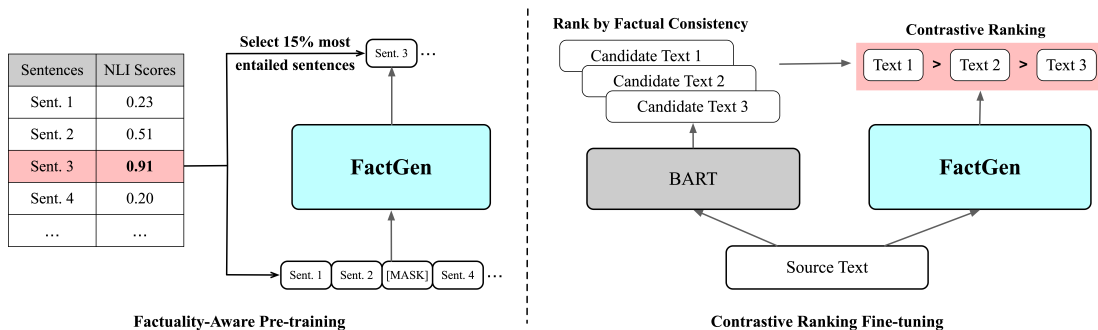 Sentences NLI Scores
Sent. 1 0.23
Sent. 2 0.51
Sent. 3 0.91
Sent. 4 0.20
... ...
Select 15% most
entailed sentences
Sent. 3 ...
FactGen
Sent. 1 Sent. 2 [MASK] Sent. 4 ...
Factuality-Aware Pre-training
Rank by Factual Consistency
Candidate Text 1
Candidate Text 2
Candidate Text 3
BART
Contrastive Ranking
Text 1 > Text 2 > Text 3
FactGen
Source Text
Contrastive Ranking Fine-tuning